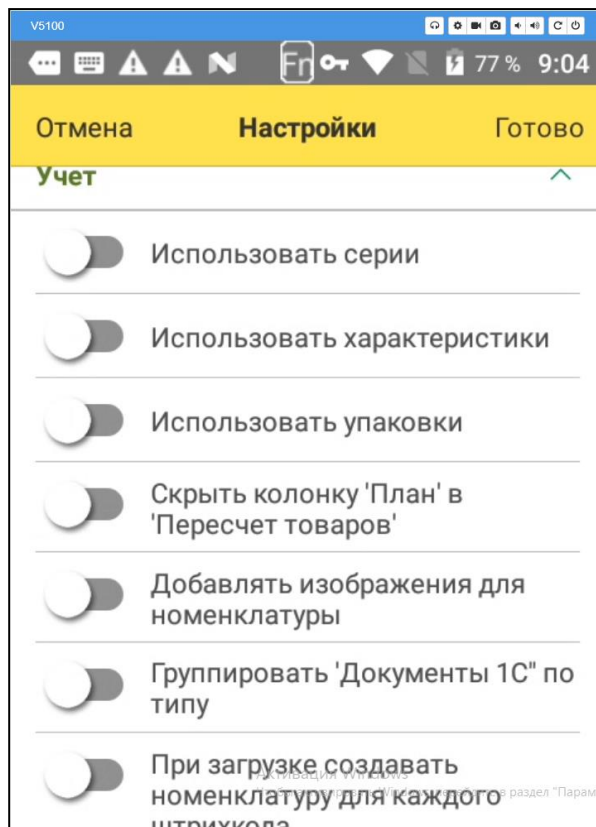 V5100
Fn 77 % 9:04
Отмена Настройки Готово
Учет
Использовать серии
Использовать характеристики
Использовать упаковки
Скрыть колонку 'План' в
'Пересчет товаров'
Добавлять изображения для
номенклатуры
Группировать 'Документы 1С" по
типу
При загрузке создавать
Активация Windows
номенклатуру для каждого
Windows в раздел "Парам
штрихкода